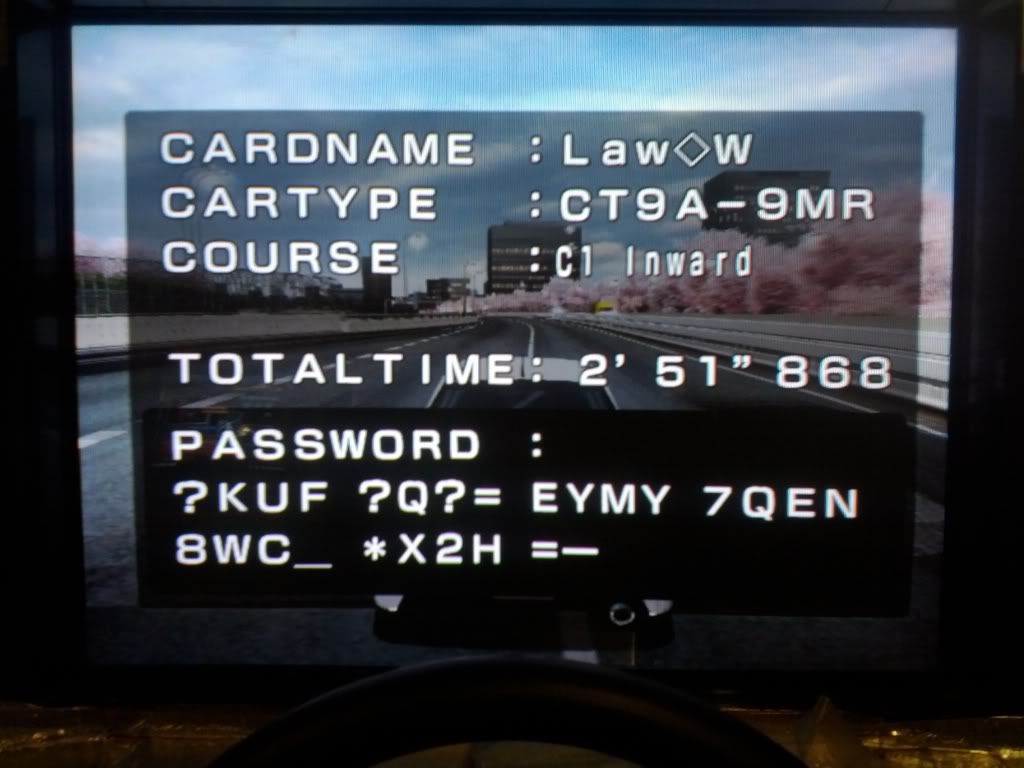 CARDNAME : Law◇W
CARTYPE : CT9A-9MR
COURSE : C1 Inward
TOTALTIME: 2' 51" 868
PASSWORD :
?KUF ?Q?= EYMY 7QEN
8WC_ *X2H =-